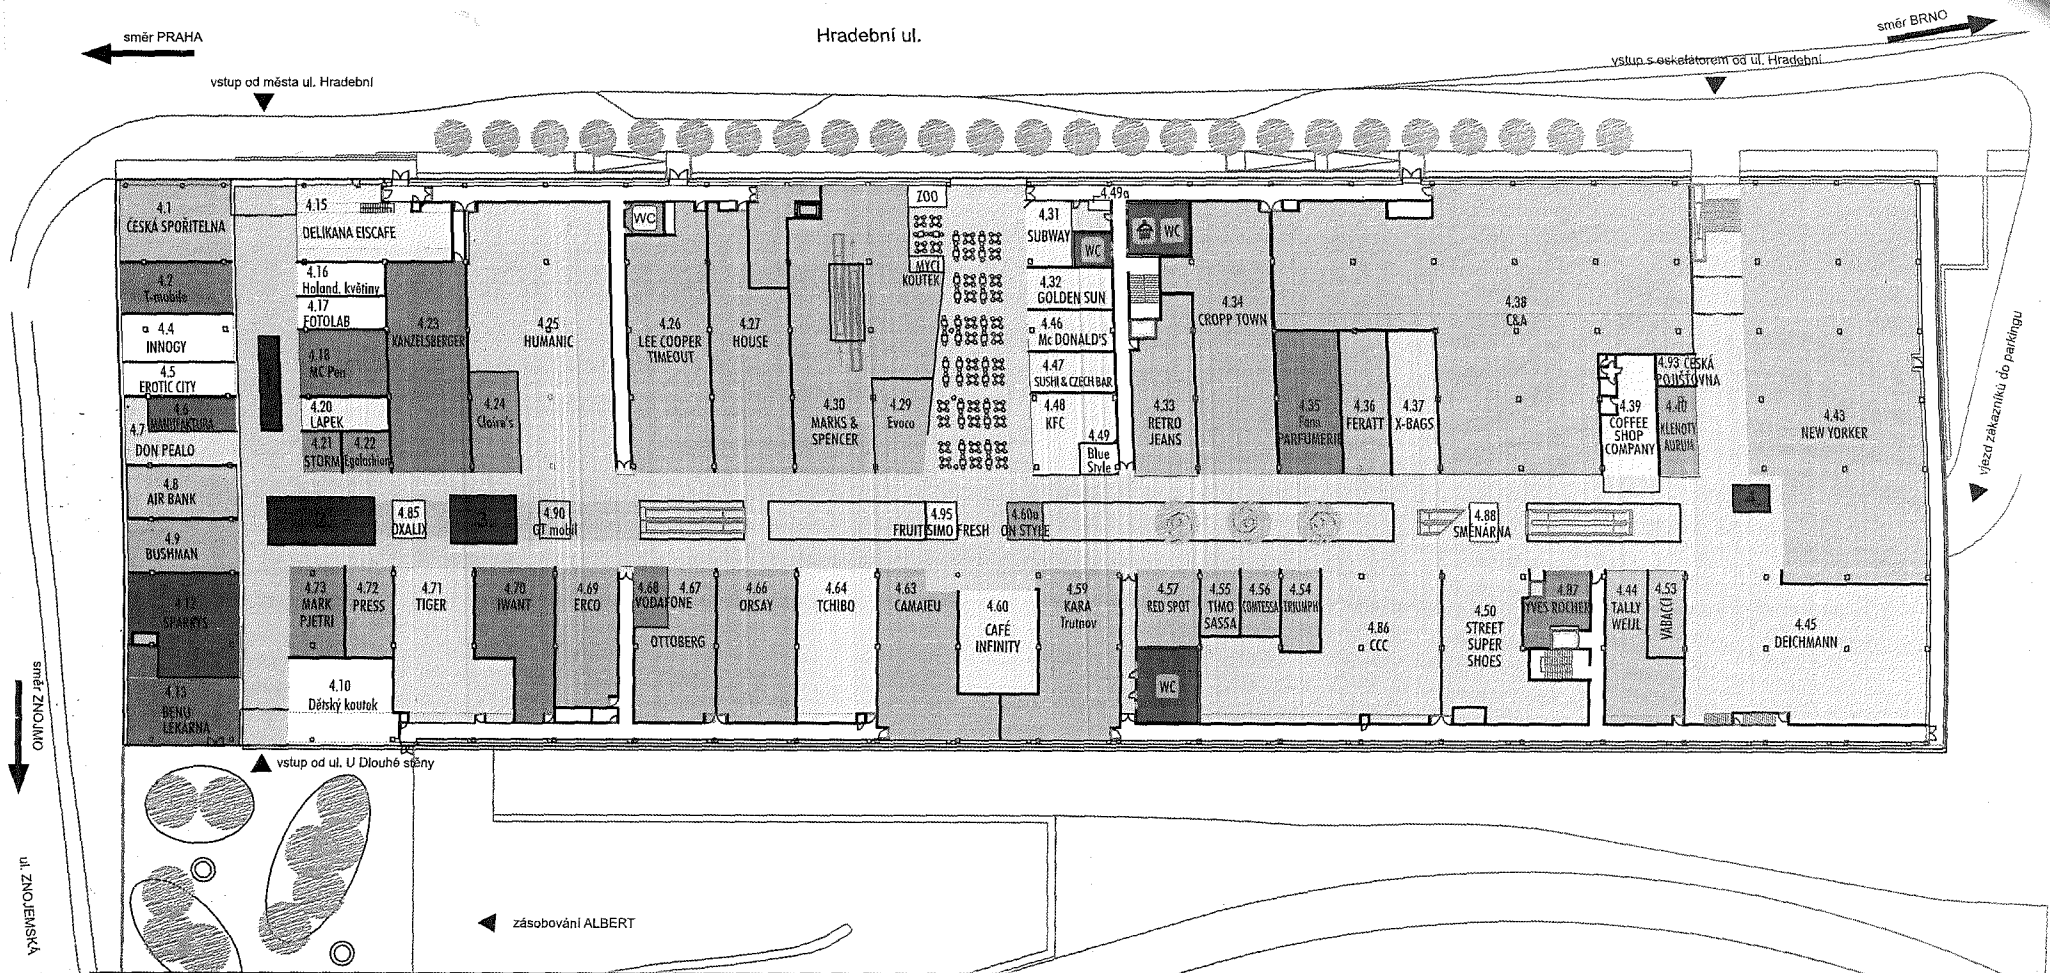 směr PRAHA
Hradební ul.
směr BRNO
vstup od města ul. Hradební
vstup s eskelátorem od ul. Hradební
4.1
ČESKÁ SPOŘITELNA
4.2
T-mobile
4.4
INNOGY
4.5
EROTIC CITY
4.6
MANUFAKTURA
4.7
DON PEALO
4.8
AIR BANK
4.9
BUSHMAN
4.12
SPARKYS
4.13
BENU
LÉKÁRNA
4.15
DELIKANA EISCAFE
4.16
Holand. květiny
4.17
FOTOLAB
4.18
MC Pen
4.20
LAPEK
4.21
STORM
4.22
4.23
KANZELSBERGER
4.24
Claire's
4.25
HUMANIC
WC
4.26
LEE COOPER
TIMEOUT
4.27
HOUSE
4.30
MARKS &
SPENCER
4.29
Evoco
ZOO
MYCÍ
KOUTEK
4.49a
4.31
SUBWAY
WC
4.32
GOLDEN SUN
4.46
Mc DONALD'S
4.47
SUSHI & CZECH BAR
4.48
KFC
4.49
Blue
Style
WC
4.33
RETRO
JEANS
4.34
CROPP TOWN
4.35
Fann
PARFUMERIE
4.36
FERATT
4.37
X-BAGS
4.38
C&A
4.39
COFFEE
SHOP
COMPANY
4.93 ČESKÁ
POJIŠŤOVNA
4.40
KLENOTY
AURUM
4.43
NEW YORKER
vjezd zákazníků do parkingu
4.85
OXALIX
3
4.90
GT mobil
4.95
FRUITISIMO FRESH
4.60a
ON STYLE
4.88
SMĚNÁRNA
4.73
MARK
PJETRI
4.72
PRESS
4.71
TIGER
4.70
IWANT
4.69
ERCO
4.68
VODAFONE
4.67
OTTOBERG
4.66
ORSAY
4.64
TCHIBO
4.63
CAMAIEU
4.60
CAFÉ
INFINITY
4.59
KARA
Trutnov
4.57
RED SPOT
WC
4.55
TIMO
SASSA
4.56
CONTESSA
4.54
TRIUMPH
4.86
CCC
4.50
STREET
SUPER
SHOES
4.87
YVES ROCHER
4.44
TALLY
WEIJL
4.53
VABACCI
4.45
DEICHMANN
4.10
Dětský koutok
vstup od ul. U Dlouhé stěny
směr ZNOJMO
ul. ZNOJEMSKÁ
zásobování ALBERT